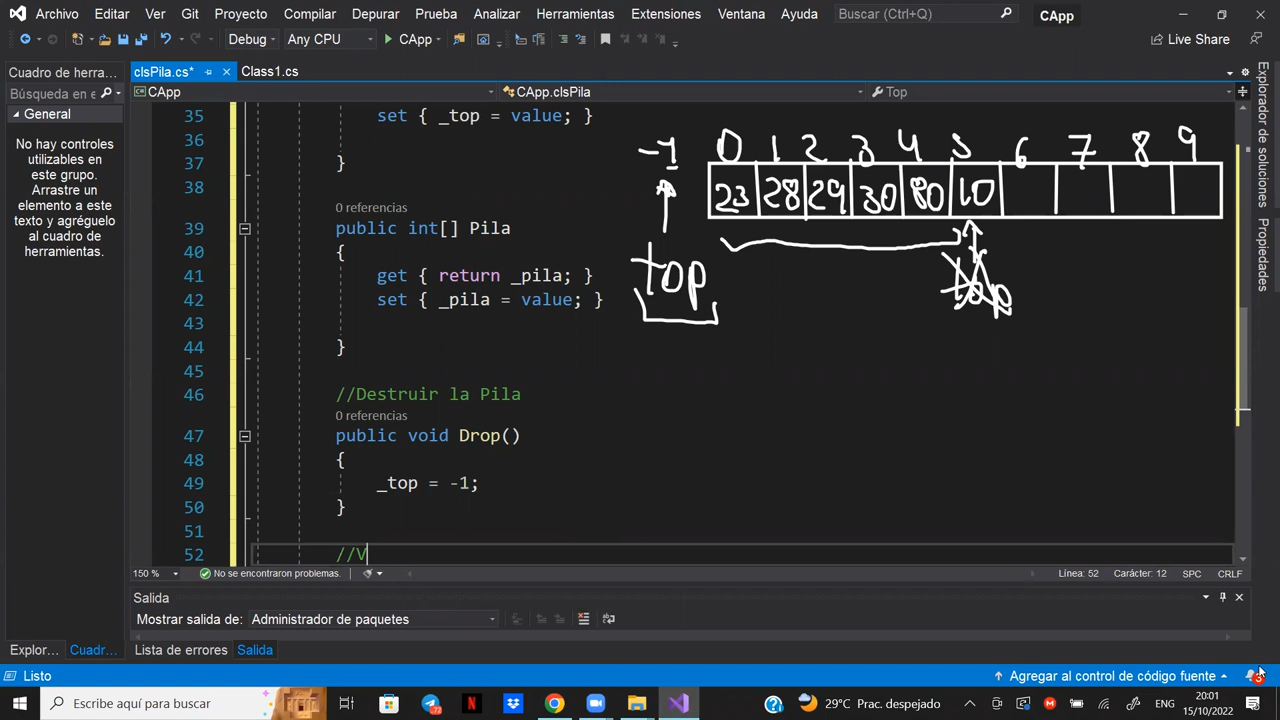 Archivo Editar Ver Git Proyecto Compilar Depurar Prueba Analizar Herramientas Extensiones Ventana Ayuda Buscar (Ctrl+Q) CApp
Debug Any CPU CApp Live Share
Cuadro de herra... clsPila.cs* Class1.cs
Búsqueda en e CApp CApp.clsPila Top
General
No hay controles
utilizables en
este grupo.
Arrastre un
elemento a este
texto y agréguelo
al cuadro de
herramientas.
35 set { _top = value; }
36
37 }
38
0 referencias
39 public int[] Pila
40 {
41 get { return _pila; }
42 set { _pila = value; }
43
44 }
45
46 //Destruir la Pila
0 referencias
47 public void Drop()
48 {
49 _top = -1;
50 }
51
52 //V
-1 0 1 2 3 4 5 6 7 8 9
23 28 29 30 80 10
top top
Explorador de soluciones
Propiedades
150 % No se encontraron problemas. Línea: 52 Carácter: 12 SPC CRLF
Salida
Mostrar salida de: Administrador de paquetes
Explor... Cuadr... Lista de errores Salida
Listo Agregar al control de código fuente
Escribe aquí para buscar 29°C Prac. despejado ENG 20:01
15/10/2022